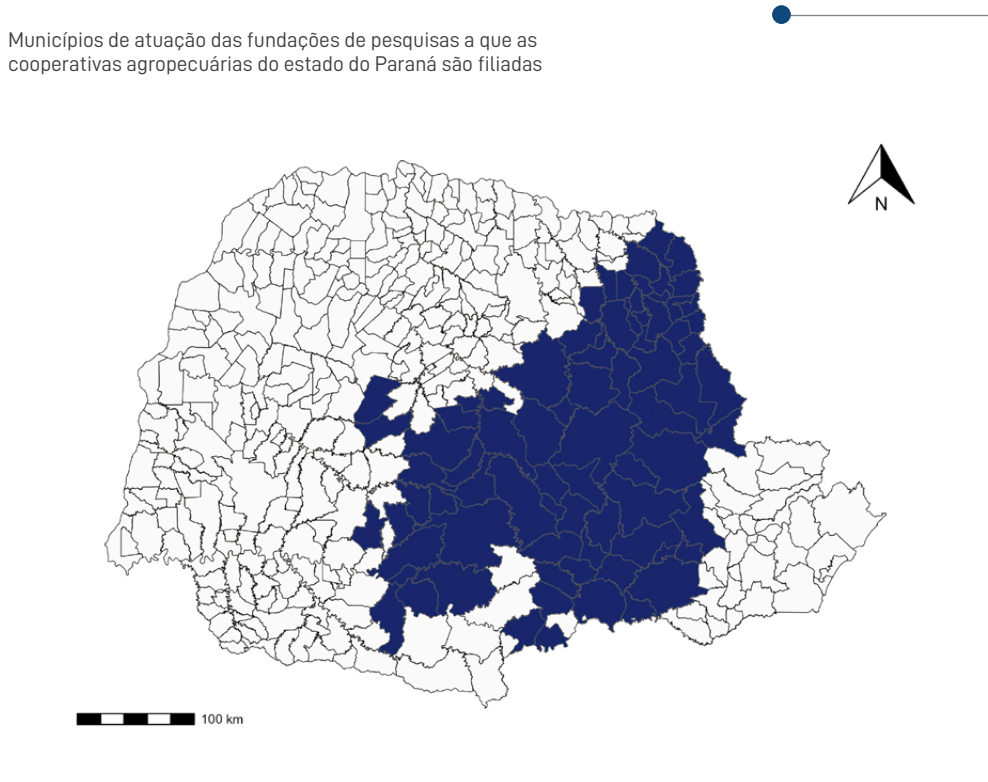 Municípios de atuação das fundações de pesquisas a que as
cooperativas agropecuárias do estado do Paraná são filiadas
N
100 km